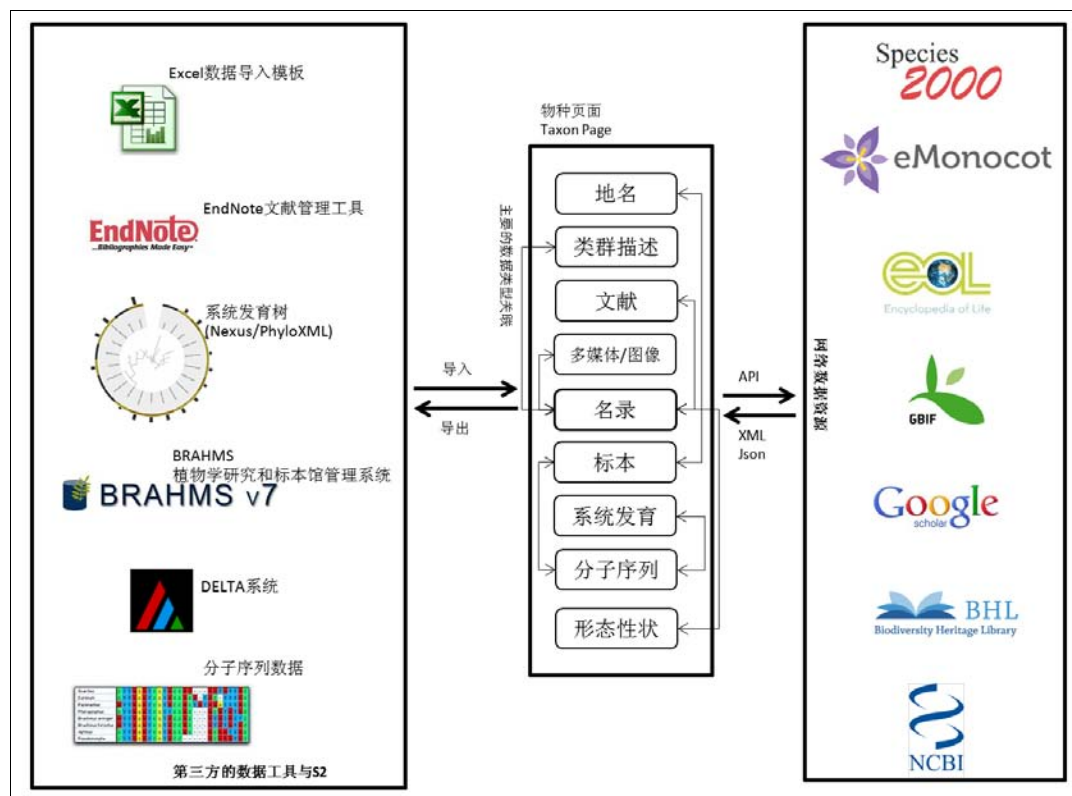 Excel数据导入模板
EndNote文献管理工具
EndNote
...Bibliographies Made Easy™
系统发育树
(Nexus/PhyloXML)
BRAHMS
植物学研究和标本馆管理系统
BRAHMS v7
DELTA系统
分子序列数据
第三方的数据工具与S2
导入
导出
物种页面
Taxon Page
主要的数据类型关联
地名
类群描述
文献
多媒体/图像
名录
标本
系统发育
分子序列
形态性状
API
XML
Json
网络数据资源
Species
2000
eMonocot
eOL
Encyclopedia of Life
GBIF
Google
scholar
BHL
Biodiversity Heritage Library
NCBI